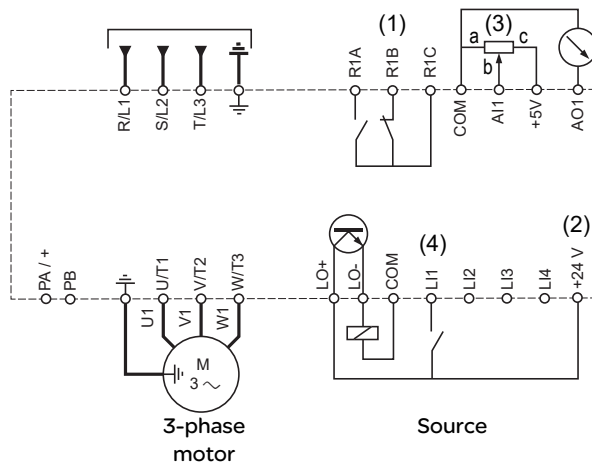 (1)
(3)
a
c
b
R/L1
S/L2
T/L3
R1A
R1B
R1C
COM
AI1
+5V
AO1
(4)
(2)
PA / +
PB
U/T1
V/T2
W/T3
LO+
LO-
COM
LI1
LI2
LI3
LI4
+24 V
U1
V1
W1
M
3 ~
3-phase
motor
Source